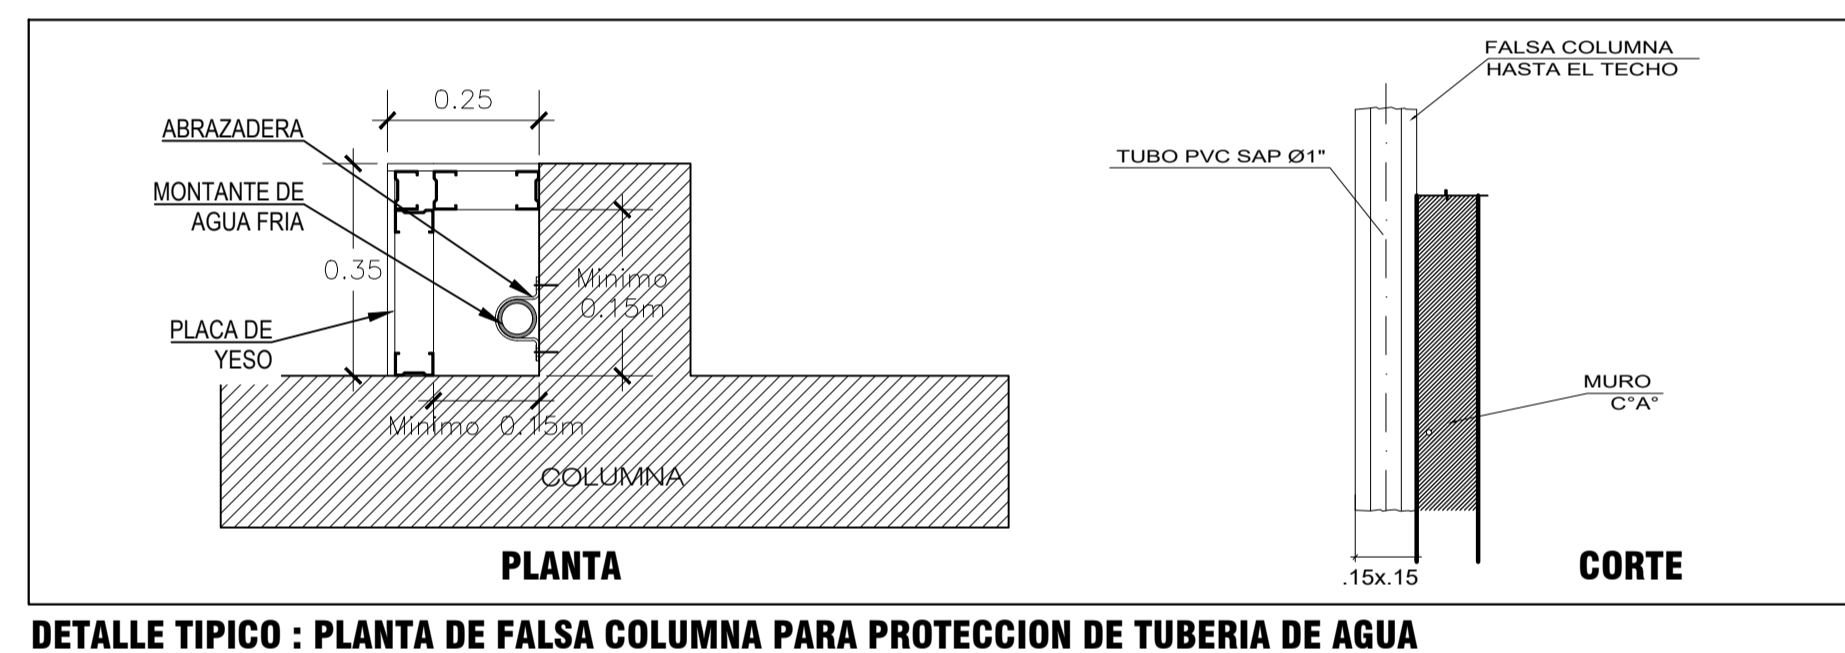 0.25
ABRAZADERA
MONTANTE DE
AGUA FRIA
0.35
Minimo
0.15m
PLACA DE
YESO
Minimo 0.15m
COLUMNA
PLANTA
FALSA COLUMNA
HASTA EL TECHO
TUBO PVC SAP Ø1"
MURO
C°A°
.15x.15
CORTE
DETALLE TIPICO : PLANTA DE FALSA COLUMNA PARA PROTECCION DE TUBERIA DE AGUA